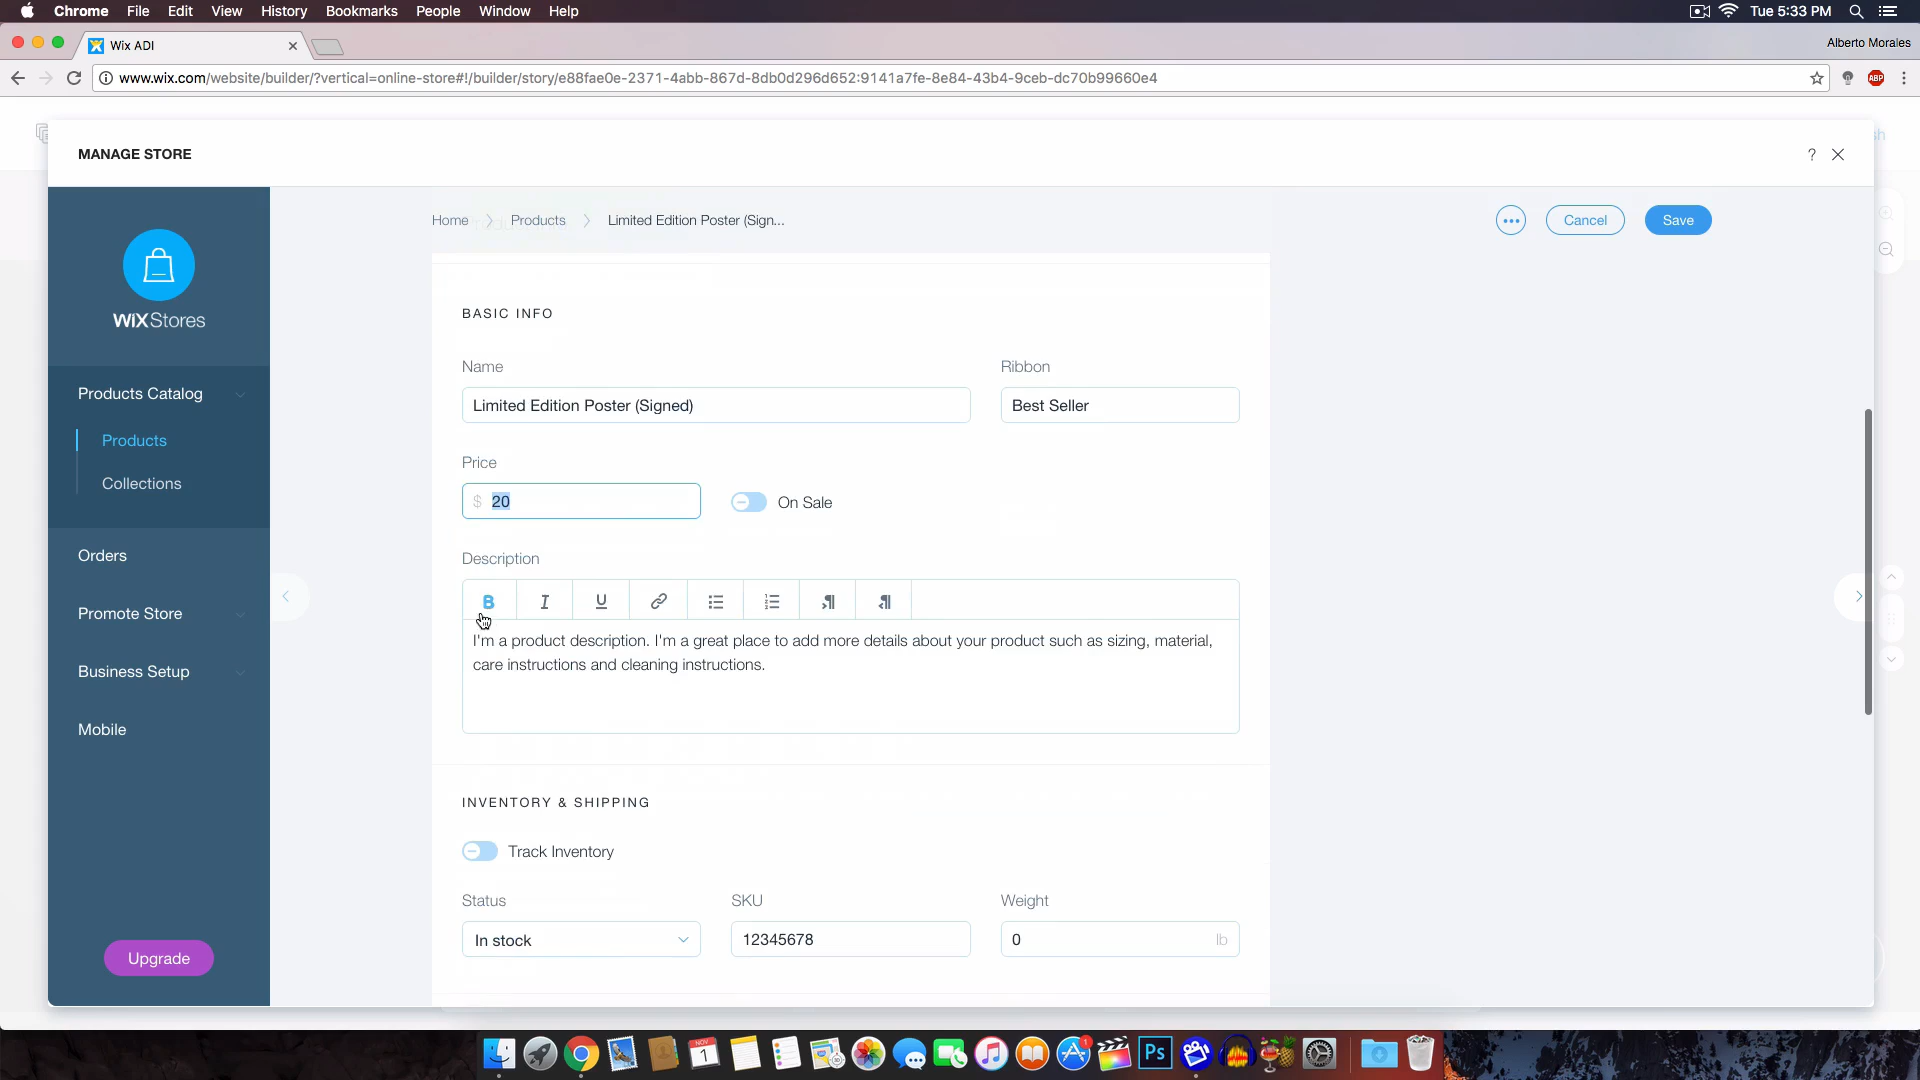 Chrome File Edit View History Bookmarks People Window Help Tue 5:33 PM
Wix ADI Alberto Morales
www.wix.com/website/builder/?vertical=online-store#!/builder/story/e88fae0e-2371-4abb-867d-8db0d296d652:9141a7fe-8e84-43b4-9ceb-dc70b99660e4 ABP
MANAGE STORE ?
Home Products Limited Edition Poster (Sign... Cancel Save
WiXStores
Products Catalog
Products
Collections
Orders
Promote Store
Business Setup
Mobile
Upgrade
BASIC INFO
Name Ribbon
Limited Edition Poster (Signed) Best Seller
Price
$ 20 On Sale
Description
B I U
I'm a product description. I'm a great place to add more details about your product such as sizing, material,
care instructions and cleaning instructions.
INVENTORY & SHIPPING
Track Inventory
Status SKU Weight
In stock 12345678 0 lb
NOV
1
1
Ps